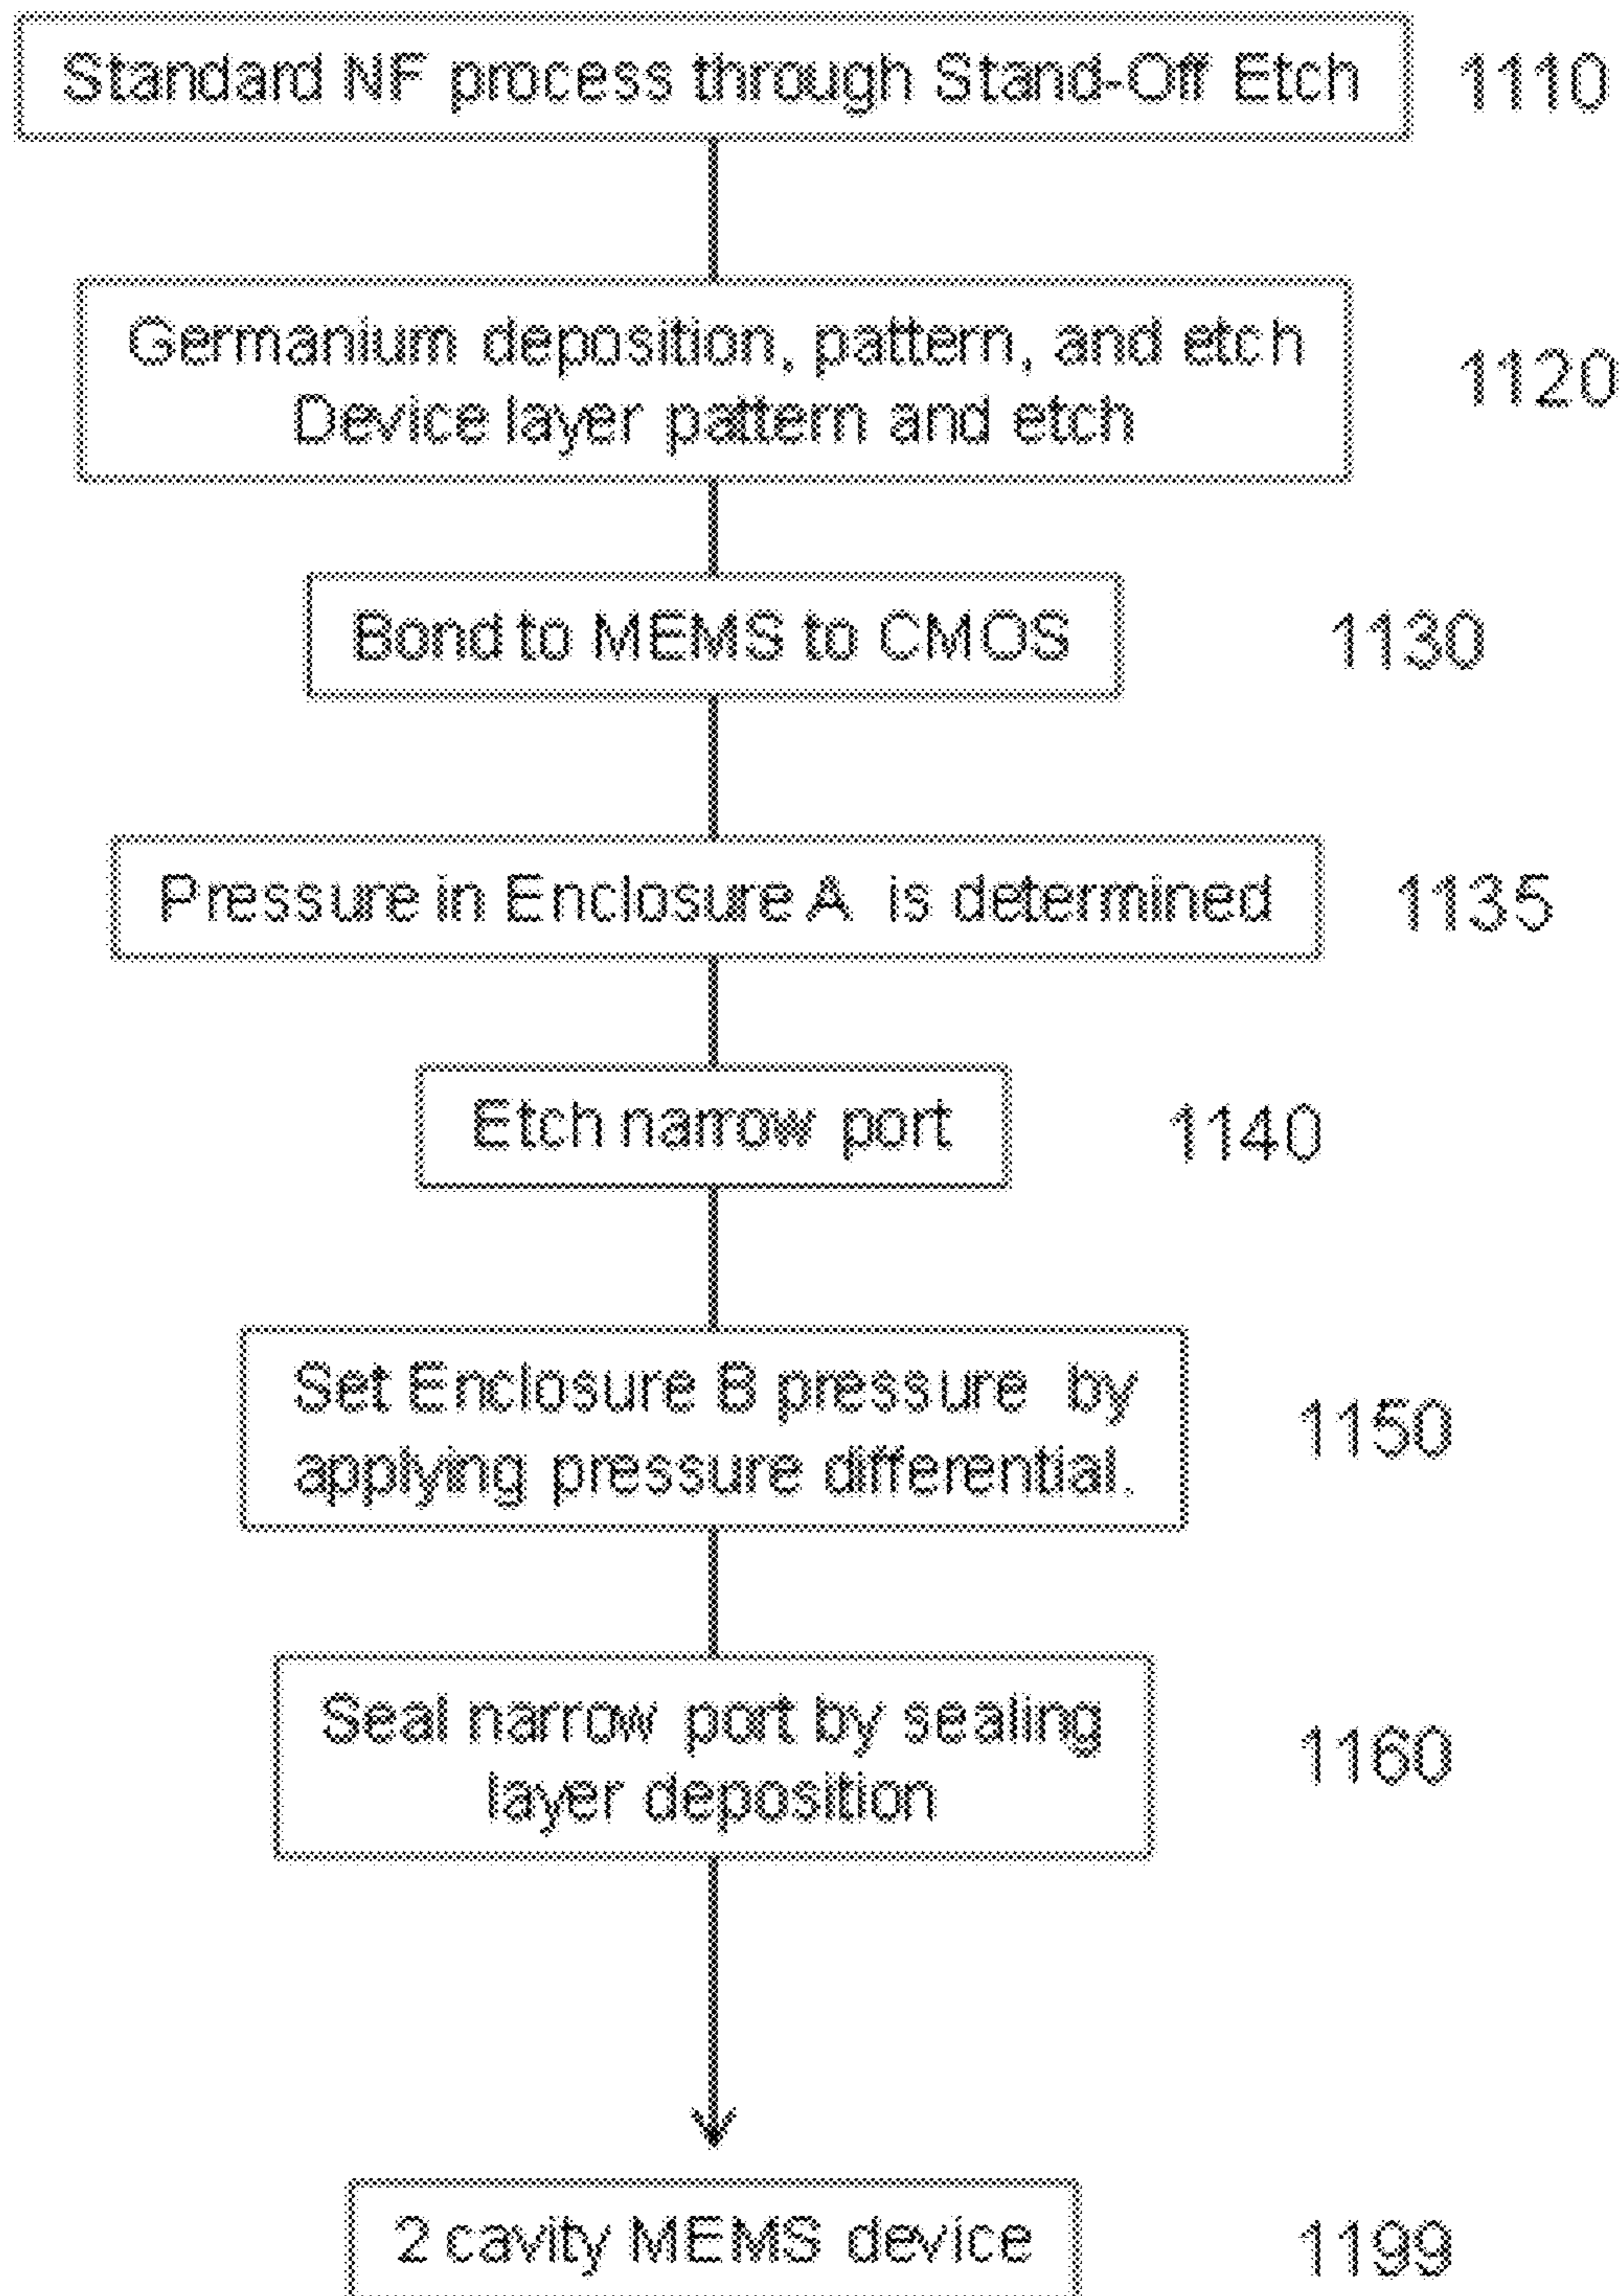 Standard NF process through Stand-Off Etch 1110
Germanium deposition, pattern, and etch
Device layer pattern and etch 1120
Bond to MEMS to CMOS 1130
Pressure in Enclosure A is determined 1135
Etch narrow port 1140
Set Enclosure B pressure by
applying pressure differential. 1150
Seal narrow port by sealing
layer deposition 1160
2 cavity MEMS device 1199